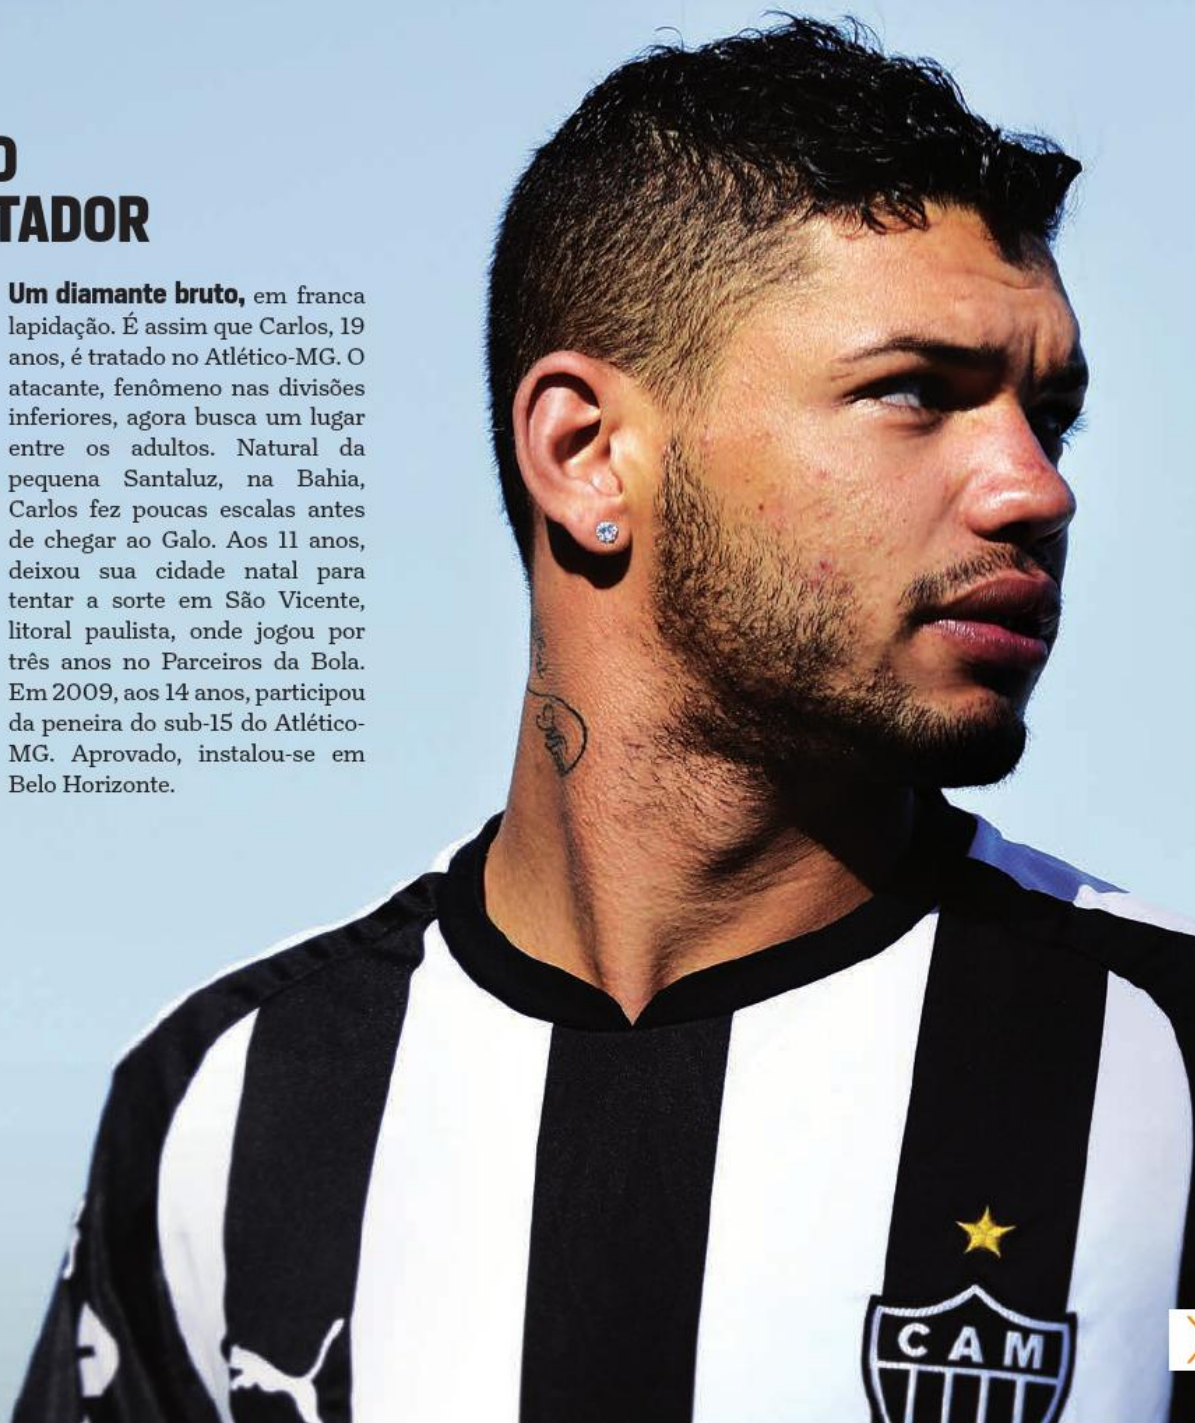 O
TADOR
Um diamante bruto, em franca
lapidação. É assim que Carlos, 19
anos, é tratado no Atlético-MG. O
atacante, fenômeno nas divisões
inferiores, agora busca um lugar
entre os adultos. Natural da
pequena Santaluz, na Bahia,
Carlos fez poucas escalas antes
de chegar ao Galo. Aos 11 anos,
deixou sua cidade natal para
tentar a sorte em São Vicente,
litoral paulista, onde jogou por
três anos no Parceiros da Bola.
Em 2009, aos 14 anos, participou
da peneira do sub-15 do Atlético-
MG. Aprovado, instalou-se em
Belo Horizonte.
CAM